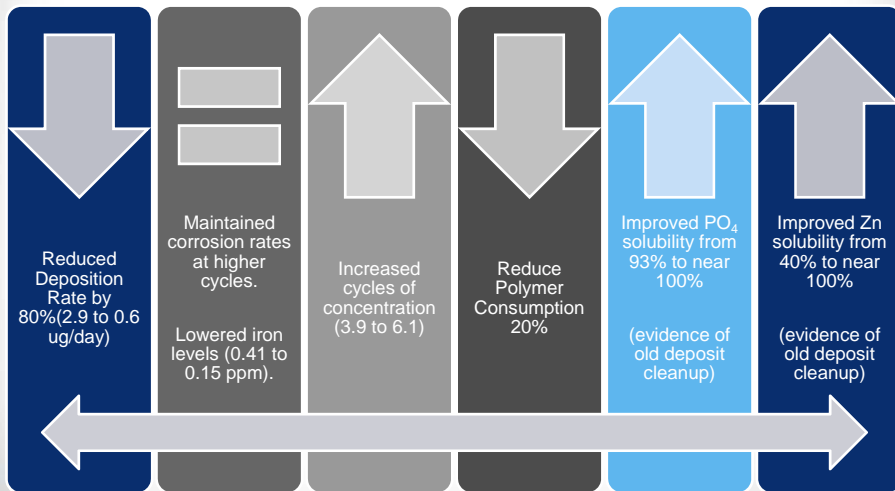 Reduced
Deposition
Rate by
80%(2.9 to 0.6
ug/day)
Maintained
corrosion rates
at higher
cycles.
Lowered iron
levels (0.41 to
0.15 ppm).
Increased
cycles of
concentration
(3.9 to 6.1)
Reduce
Polymer
Consumption
20%
Improved PO₄
solubility from
93% to near
100%
(evidence of
old deposit
cleanup)
Improved Zn
solubility from
40% to near
100%
(evidence of
old deposit
cleanup)